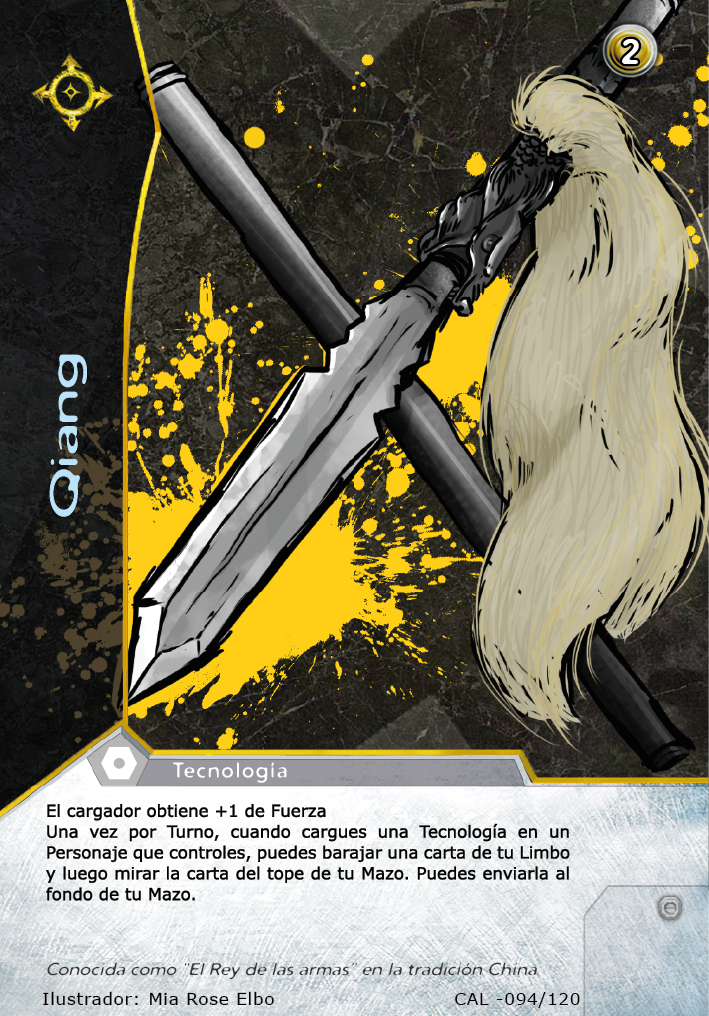 2
Qiang
Tecnología
El cargador obtiene +1 de Fuerza
Una vez por Turno, cuando cargues una Tecnología en un
Personaje que controles, puedes barajar una carta de tu Limbo
y luego mirar la carta del tope de tu Mazo. Puedes enviarla al
fondo de tu Mazo.
Conocida como "El Rey de las armas" en la tradición China
Ilustrador: Mia Rose Elbo CAL -094/120